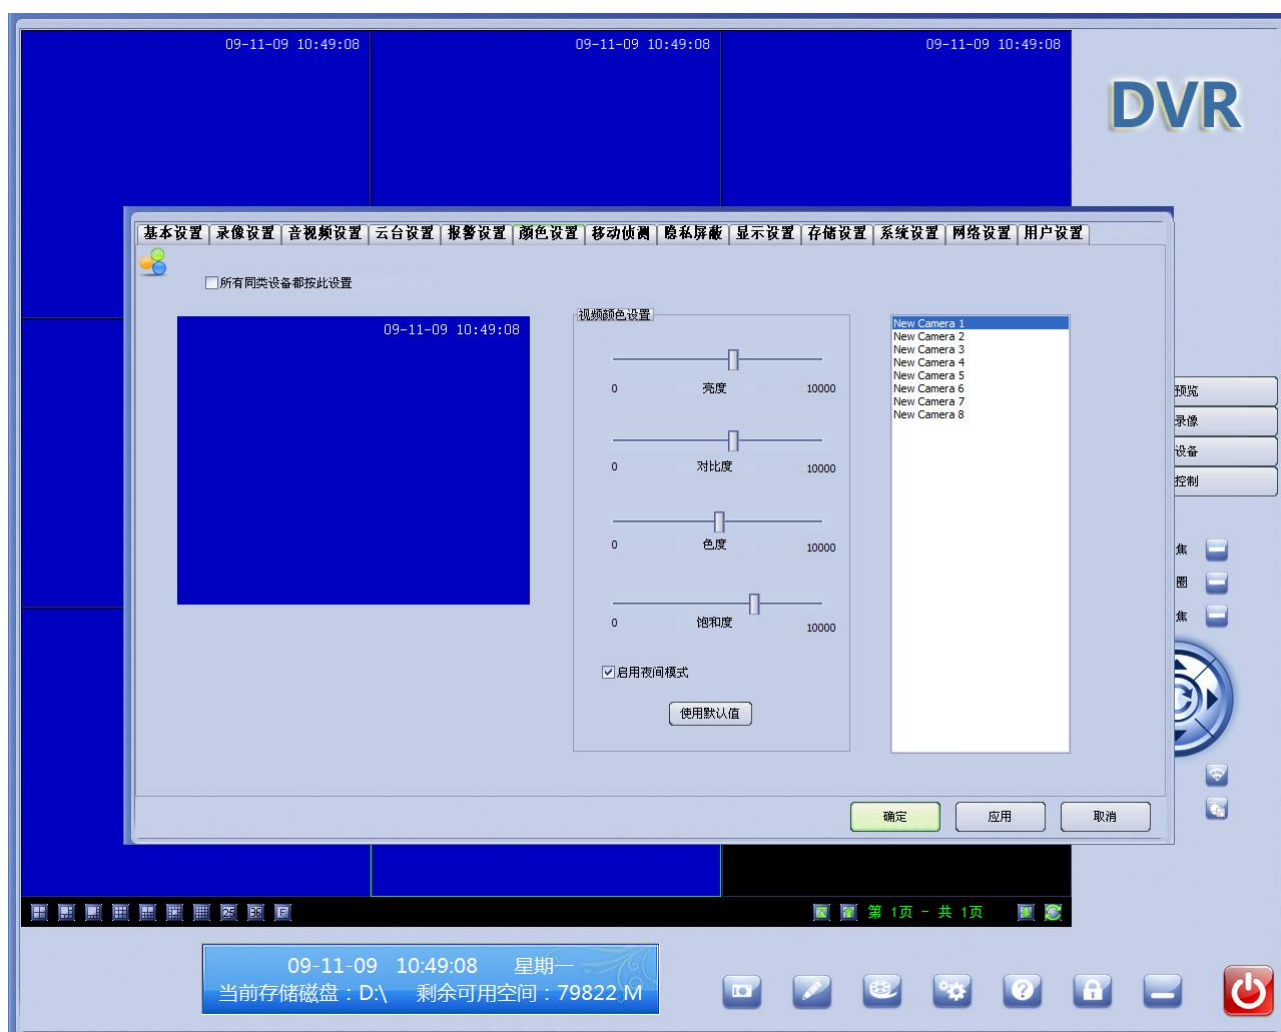 09-11-09 10:49:08
09-11-09 10:49:08
09-11-09 10:49:08
DVR
基本设置 录像设置 音视频设置 云台设置 报警设置 颜色设置 移动侦测 隐私屏蔽 显示设置 存储设置 系统设置 网络设置 用户设置
所有同类设备都按此设置
09-11-09 10:49:08
视频颜色设置
0 亮度 10000
0 对比度 10000
0 色度 10000
0 饱和度 10000
启用夜间模式
使用默认值
New Camera 1
New Camera 2
New Camera 3
New Camera 4
New Camera 5
New Camera 6
New Camera 7
New Camera 8
预览
录像
设备
控制
焦
圈
焦
确定 应用 取消
25 36 F
第 1页 - 共 1页
09-11-09 10:49:08 星期一
当前存储磁盘：D:\ 剩余可用空间：79822 M